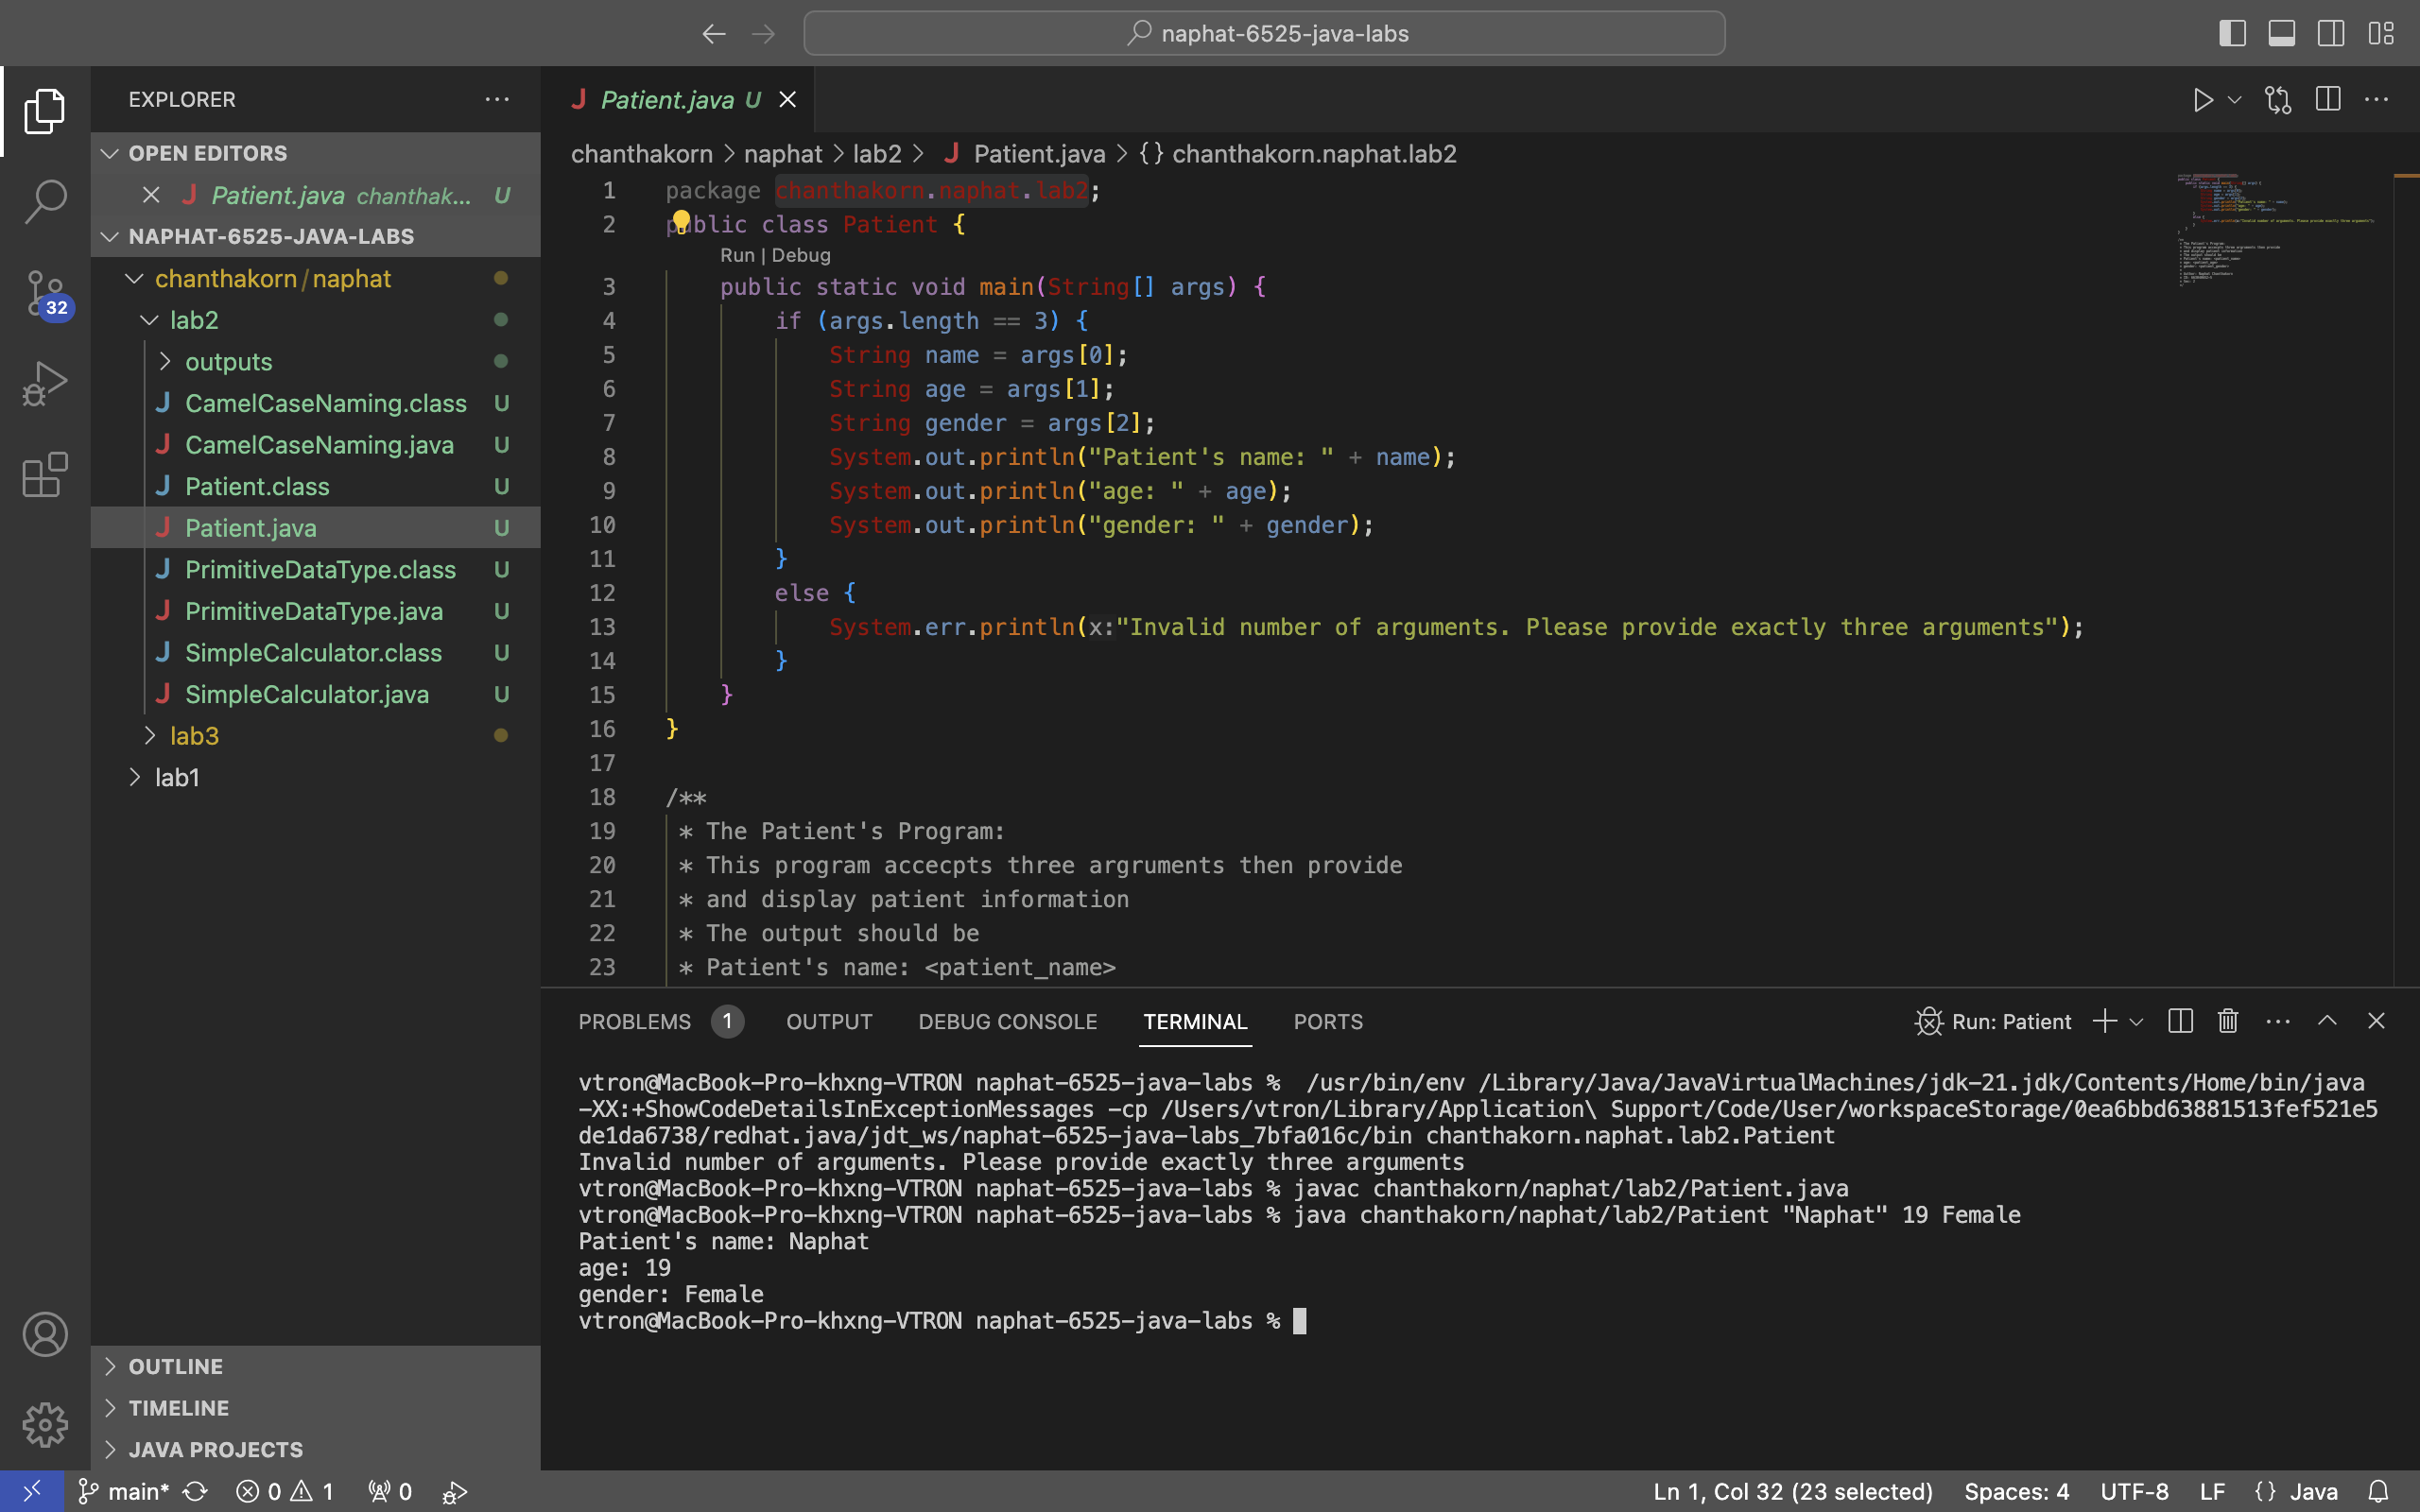 naphat-6525-java-labs
EXPLORER
OPEN EDITORS
Patient.java chanthak... U
NAPHAT-6525-JAVA-LABS
chanthakorn / naphat
lab2
outputs
CamelCaseNaming.class U
CamelCaseNaming.java U
Patient.class U
Patient.java U
PrimitiveDataType.class U
PrimitiveDataType.java U
SimpleCalculator.class U
SimpleCalculator.java U
lab3
lab1
32
OUTLINE
TIMELINE
JAVA PROJECTS
Patient.java U
chanthakorn > naphat > lab2 > Patient.java > {} chanthakorn.naphat.lab2
1 package chanthakorn.naphat.lab2;
2 public class Patient {
Run | Debug
3 public static void main(String[] args) {
4 if (args.length == 3) {
5 String name = args[0];
6 String age = args[1];
7 String gender = args[2];
8 System.out.println("Patient's name: " + name);
9 System.out.println("age: " + age);
10 System.out.println("gender: " + gender);
11 }
12 else {
13 System.err.println(x:"Invalid number of arguments. Please provide exactly three arguments");
14 }
15 }
16 }
17
18 /**
19 * The Patient's Program:
20 * This program accecpts three argruments then provide
21 * and display patient information
22 * The output should be
23 * Patient's name: <patient_name>
PROBLEMS 1 OUTPUT DEBUG CONSOLE TERMINAL PORTS
Run: Patient
vtron@MacBook-Pro-khxng-VTRON naphat-6525-java-labs %  /usr/bin/env /Library/Java/JavaVirtualMachines/jdk-21.jdk/Contents/Home/bin/java
-XX:+ShowCodeDetailsInExceptionMessages -cp /Users/vtron/Library/Application\ Support/Code/User/workspaceStorage/0ea6bbd63881513fef521e5
de1da6738/redhat.java/jdt_ws/naphat-6525-java-labs_7bfa016c/bin chanthakorn.naphat.lab2.Patient
Invalid number of arguments. Please provide exactly three arguments
vtron@MacBook-Pro-khxng-VTRON naphat-6525-java-labs % javac chanthakorn/naphat/lab2/Patient.java
vtron@MacBook-Pro-khxng-VTRON naphat-6525-java-labs % java chanthakorn/naphat/lab2/Patient "Naphat" 19 Female
Patient's name: Naphat
age: 19
gender: Female
vtron@MacBook-Pro-khxng-VTRON naphat-6525-java-labs %
main* 0 1 0
Ln 1, Col 32 (23 selected) Spaces: 4 UTF-8 LF {} Java